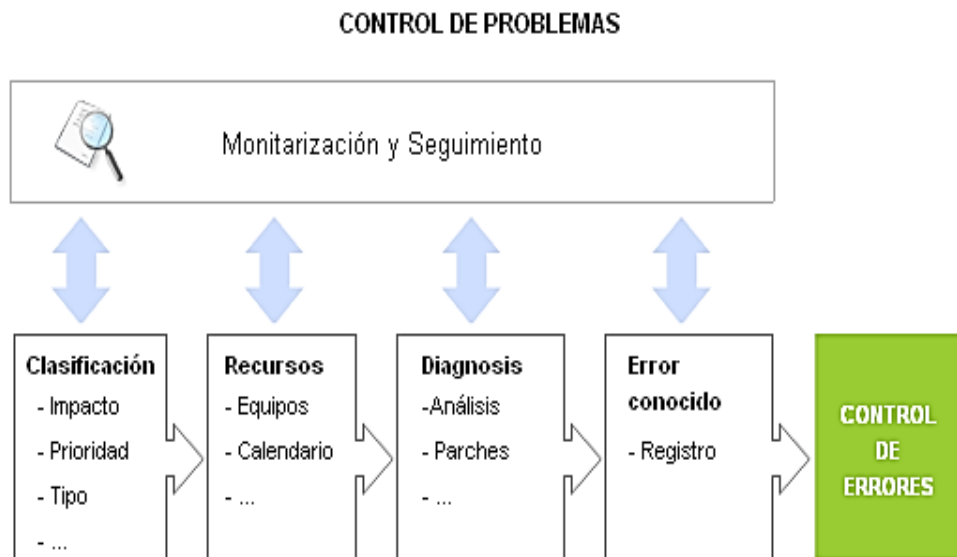 CONTROL DE PROBLEMAS
Monitarización y Seguimiento
Clasificación
- Impacto
- Prioridad
- Tipo
- ...
Recursos
- Equipos
- Calendario
- ...
Diagnosis
-Análisis
- Parches
- ...
Error
conocido
- Registro
CONTROL
DE
ERRORES